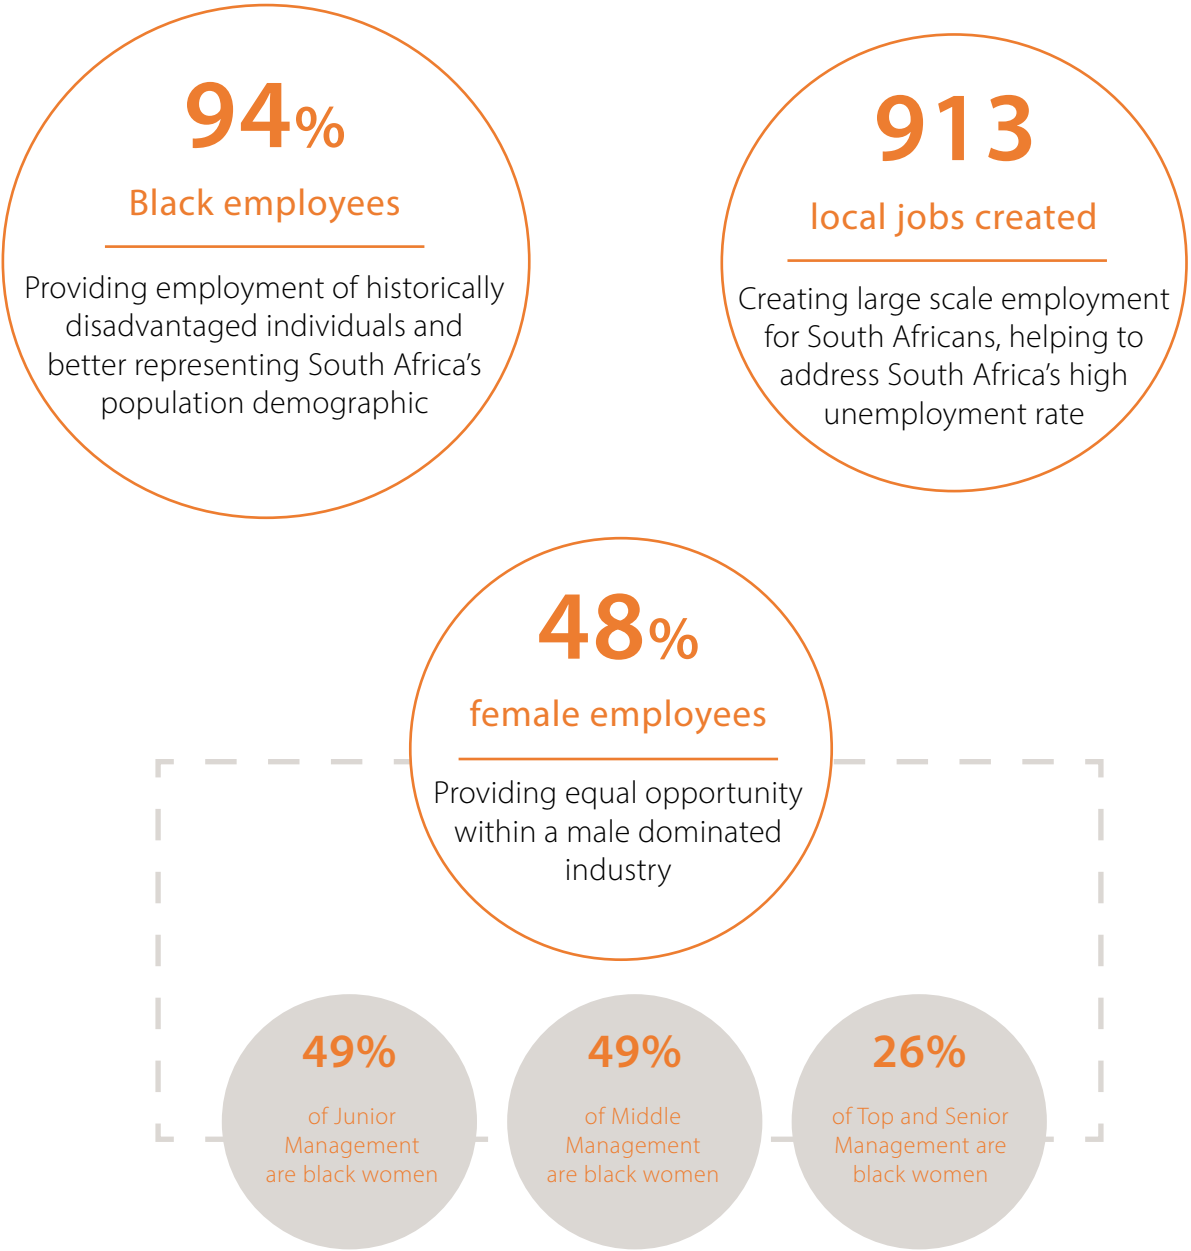 94%
Black employees
Providing employment of historically
disadvantaged individuals and
better representing South Africa’s
population demographic
913
local jobs created
Creating large scale employment
for South Africans, helping to
address South Africa’s high
unemployment rate
48%
female employees
Providing equal opportunity
within a male dominated
industry
49%
of Junior
Management
are black women
49%
of Middle
Management
are black women
26%
of Top and Senior
Management are
black women